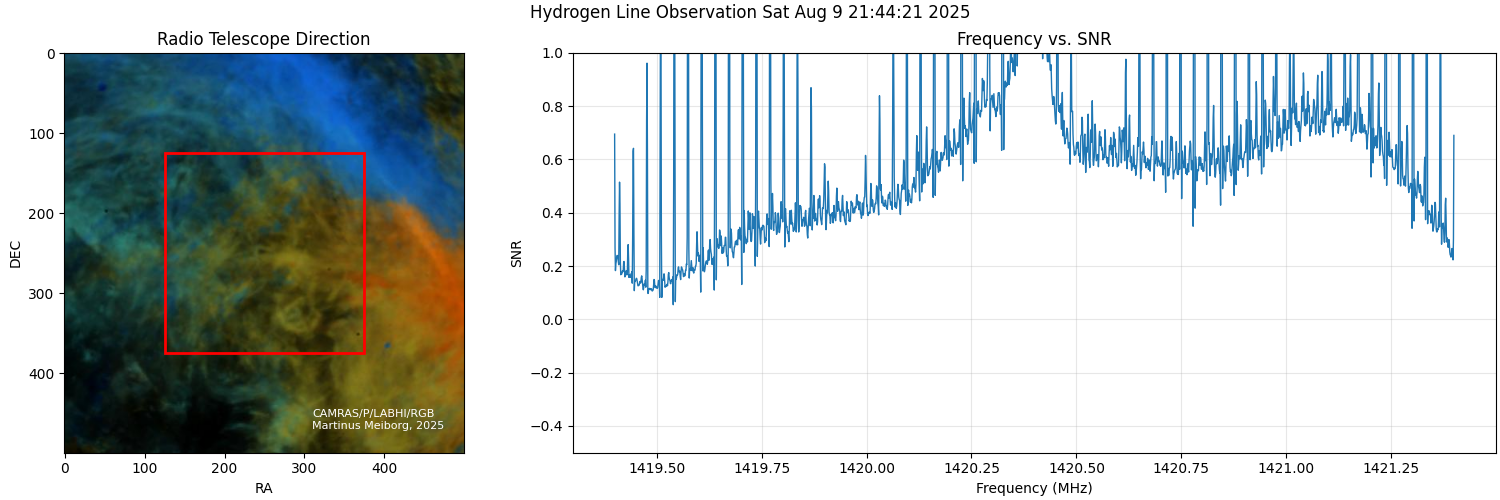 Hydrogen Line Observation Sat Aug 9 21:44:21 2025
Radio Telescope Direction
0
100
200
300
400
DEC
0 100 200 300 400
RA
CAMRAS/P/LABHI/RGB
Martinus Meiborg, 2025
Frequency vs. SNR
1.0
0.8
0.6
0.4
0.2
0.0
−0.2
−0.4
SNR
1419.50 1419.75 1420.00 1420.25 1420.50 1420.75 1421.00 1421.25
Frequency (MHz)